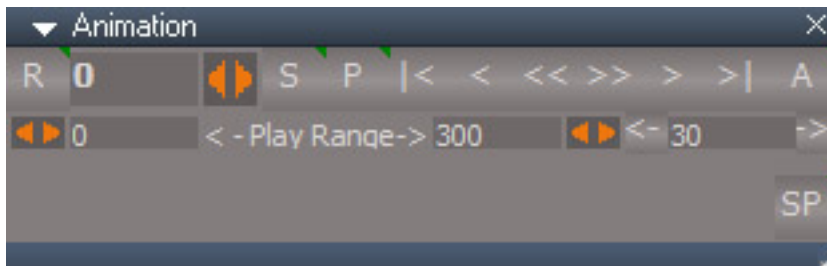 Animation
R 0 S P |< < << >> > >| A
0 < - Play Range-> 300 <- 30 ->
SP